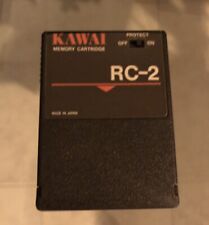 KAWAI
MEMORY CARTRIDGE
PROTECT
OFF ON
RC-2
MADE IN JAPAN